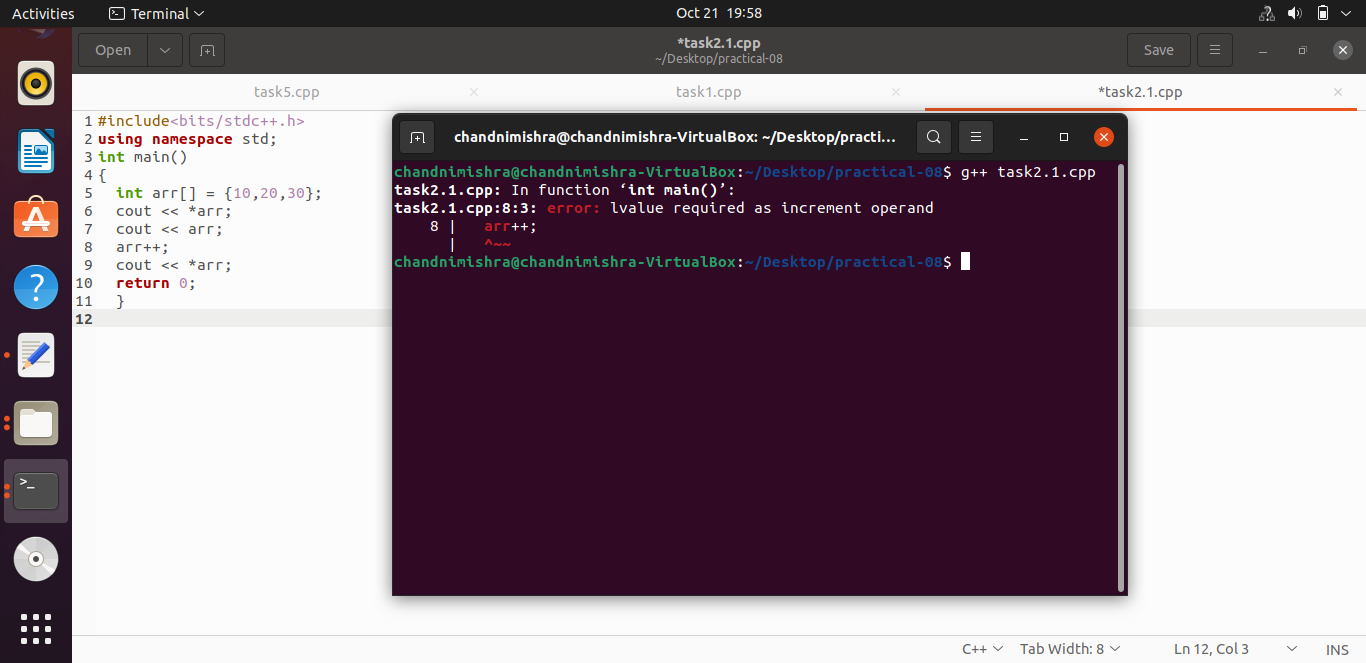 Activities
Terminal
Oct 21 19:58
Open
*task2.1.cpp
~/Desktop/practical-08
Save
task5.cpp
task1.cpp
*task2.1.cpp
1 #include<bits/stdc++.h>
2 using namespace std;
3 int main()
4 {
5 int arr[] = {10,20,30};
6 cout << *arr;
7 cout << arr;
8 arr++;
9 cout << *arr;
10 return 0;
11 }
12
chandnimishra@chandnimishra-VirtualBox: ~/Desktop/practi...
chandnimishra@chandnimishra-VirtualBox:~/Desktop/practical-08$ g++ task2.1.cpp
task2.1.cpp: In function ‘int main()’:
task2.1.cpp:8:3: error: lvalue required as increment operand
8 | arr++;
| ^~~
chandnimishra@chandnimishra-VirtualBox:~/Desktop/practical-08$
C++
Tab Width: 8
Ln 12, Col 3
INS